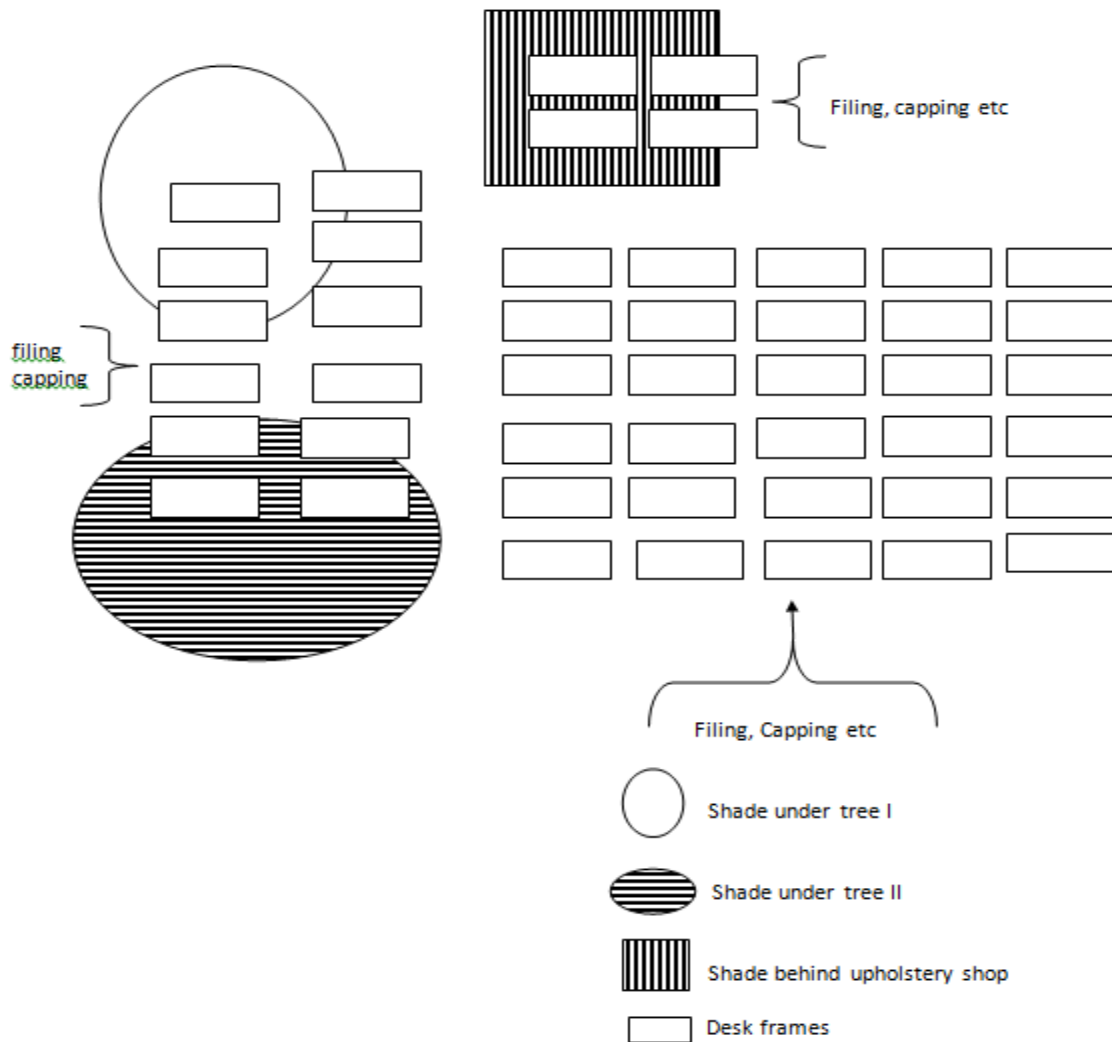 Filing, capping etc
filing
capping
Filing, Capping etc
Shade under tree I
Shade under tree II
Shade behind upholstery shop
Desk frames